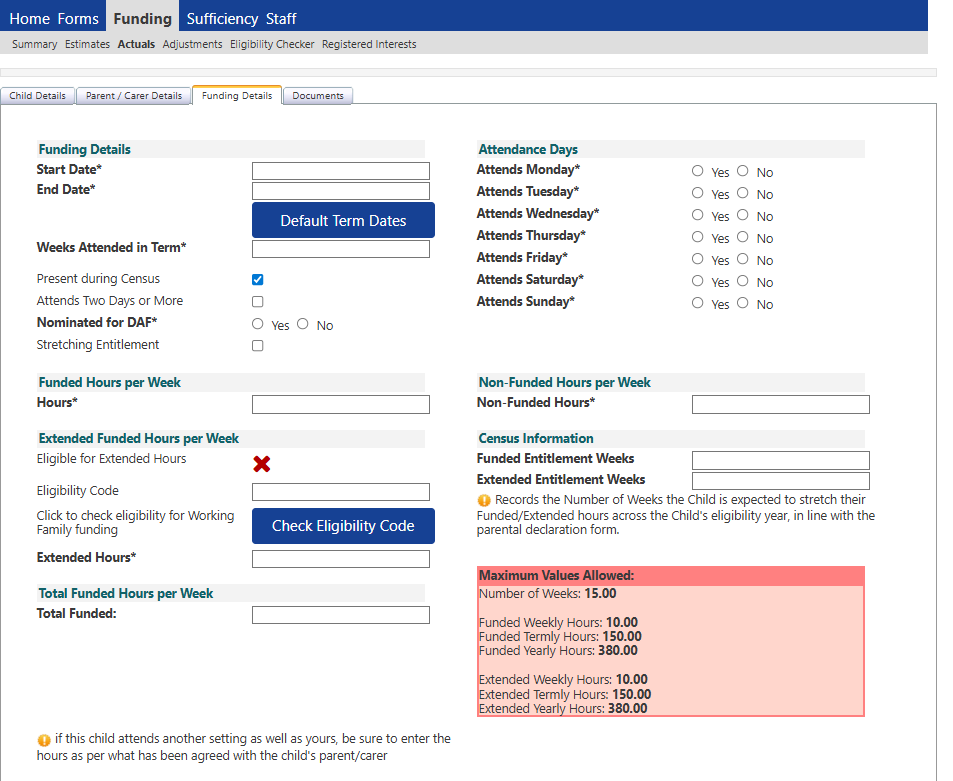 Home Forms Funding Sufficiency Staff
Summary Estimates Actuals Adjustments Eligibility Checker Registered Interests
Child Details Parent / Carer Details Funding Details Documents
Funding Details
Start Date*
End Date*
Default Term Dates
Weeks Attended in Term*
Present during Census
Attends Two Days or More
Nominated for DAF* Yes No
Stretching Entitlement
Attendance Days
Attends Monday* Yes No
Attends Tuesday* Yes No
Attends Wednesday* Yes No
Attends Thursday* Yes No
Attends Friday* Yes No
Attends Saturday* Yes No
Attends Sunday* Yes No
Funded Hours per Week
Hours*
Non-Funded Hours per Week
Non-Funded Hours*
Extended Funded Hours per Week
Eligible for Extended Hours
Eligibility Code
Click to check eligibility for Working
Family funding
Check Eligibility Code
Extended Hours*
Census Information
Funded Entitlement Weeks
Extended Entitlement Weeks
Records the Number of Weeks the Child is expected to stretch their
Funded/Extended hours across the Child's eligibility year, in line with the
parental declaration form.
Total Funded Hours per Week
Total Funded:
Maximum Values Allowed:
Number of Weeks: 15.00
Funded Weekly Hours: 10.00
Funded Termly Hours: 150.00
Funded Yearly Hours: 380.00
Extended Weekly Hours: 10.00
Extended Termly Hours: 150.00
Extended Yearly Hours: 380.00
if this child attends another setting as well as yours, be sure to enter the
hours as per what has been agreed with the child's parent/carer